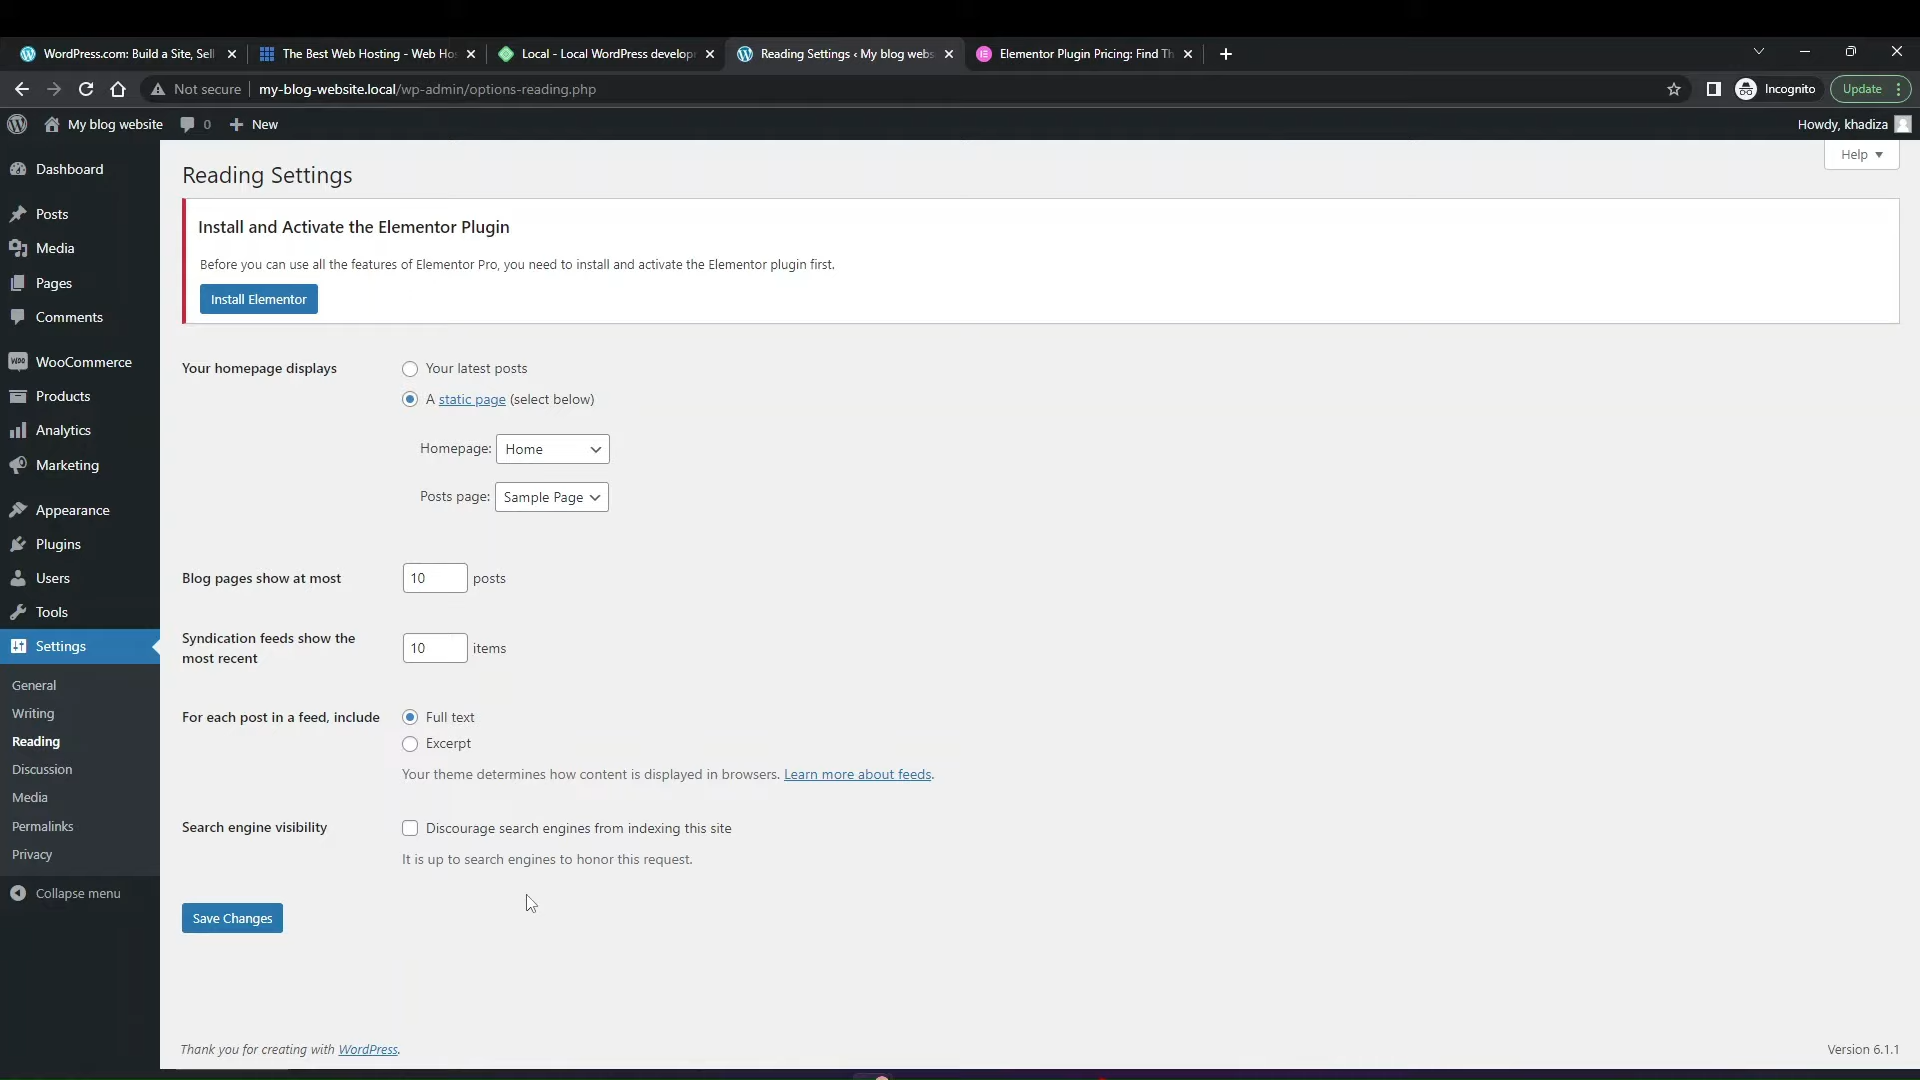 WordPress.com: Build a Site, Sell
The Best Web Hosting - Web Hos
Local - Local WordPress develop
Reading Settings ‹ My blog webs
Elementor Plugin Pricing: Find Th
Not secure
my-blog-website.local/wp-admin/options-reading.php
Incognito
Update
My blog website
0
New
Howdy, khadiza
Help
Dashboard
Posts
Media
Pages
Comments
WooCommerce
Products
Analytics
Marketing
Appearance
Plugins
Users
Tools
Settings
General
Writing
Reading
Discussion
Media
Permalinks
Privacy
Collapse menu
Reading Settings
Install and Activate the Elementor Plugin
Before you can use all the features of Elementor Pro, you need to install and activate the Elementor plugin first.
Install Elementor
Your homepage displays
Your latest posts
A static page (select below)
Homepage: Home
Posts page: Sample Page
Blog pages show at most
10 posts
Syndication feeds show the
most recent
10 items
For each post in a feed, include
Full text
Excerpt
Your theme determines how content is displayed in browsers. Learn more about feeds.
Search engine visibility
Discourage search engines from indexing this site
It is up to search engines to honor this request.
Save Changes
Thank you for creating with WordPress.
Version 6.1.1